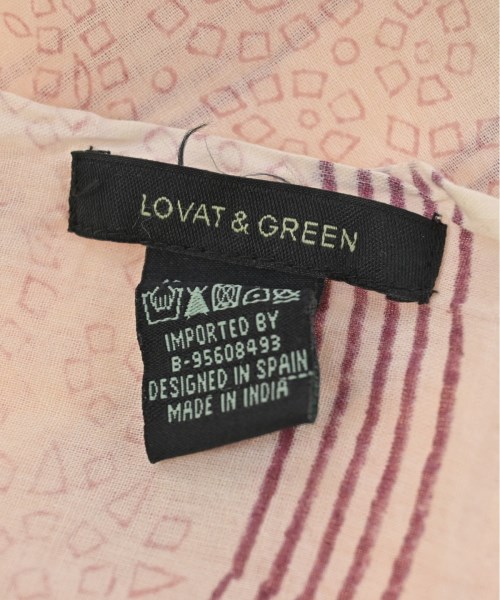 LOVAT & GREEN
IMPORTED BY
B-95608493
DESIGNED IN SPAIN
MADE IN INDIA